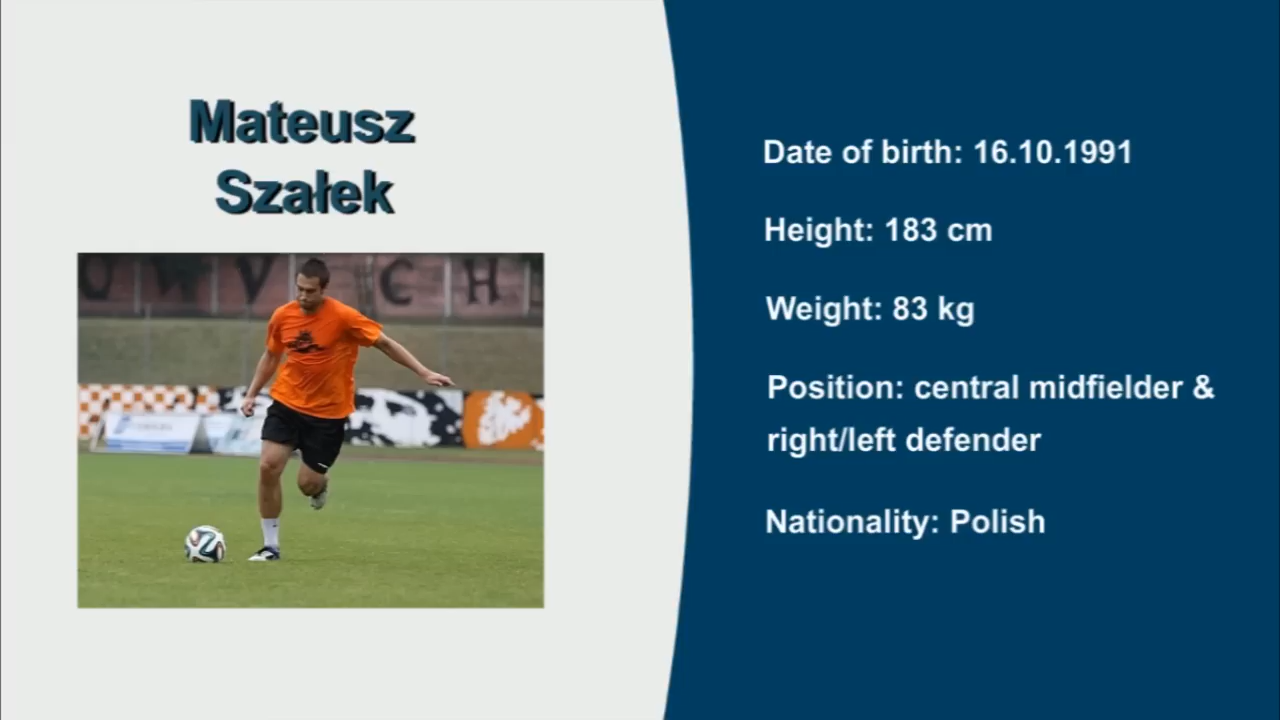 Mateusz
Szałek
Date of birth: 16.10.1991
Height: 183 cm
Weight: 83 kg
Position: central midfielder &
right/left defender
Nationality: Polish